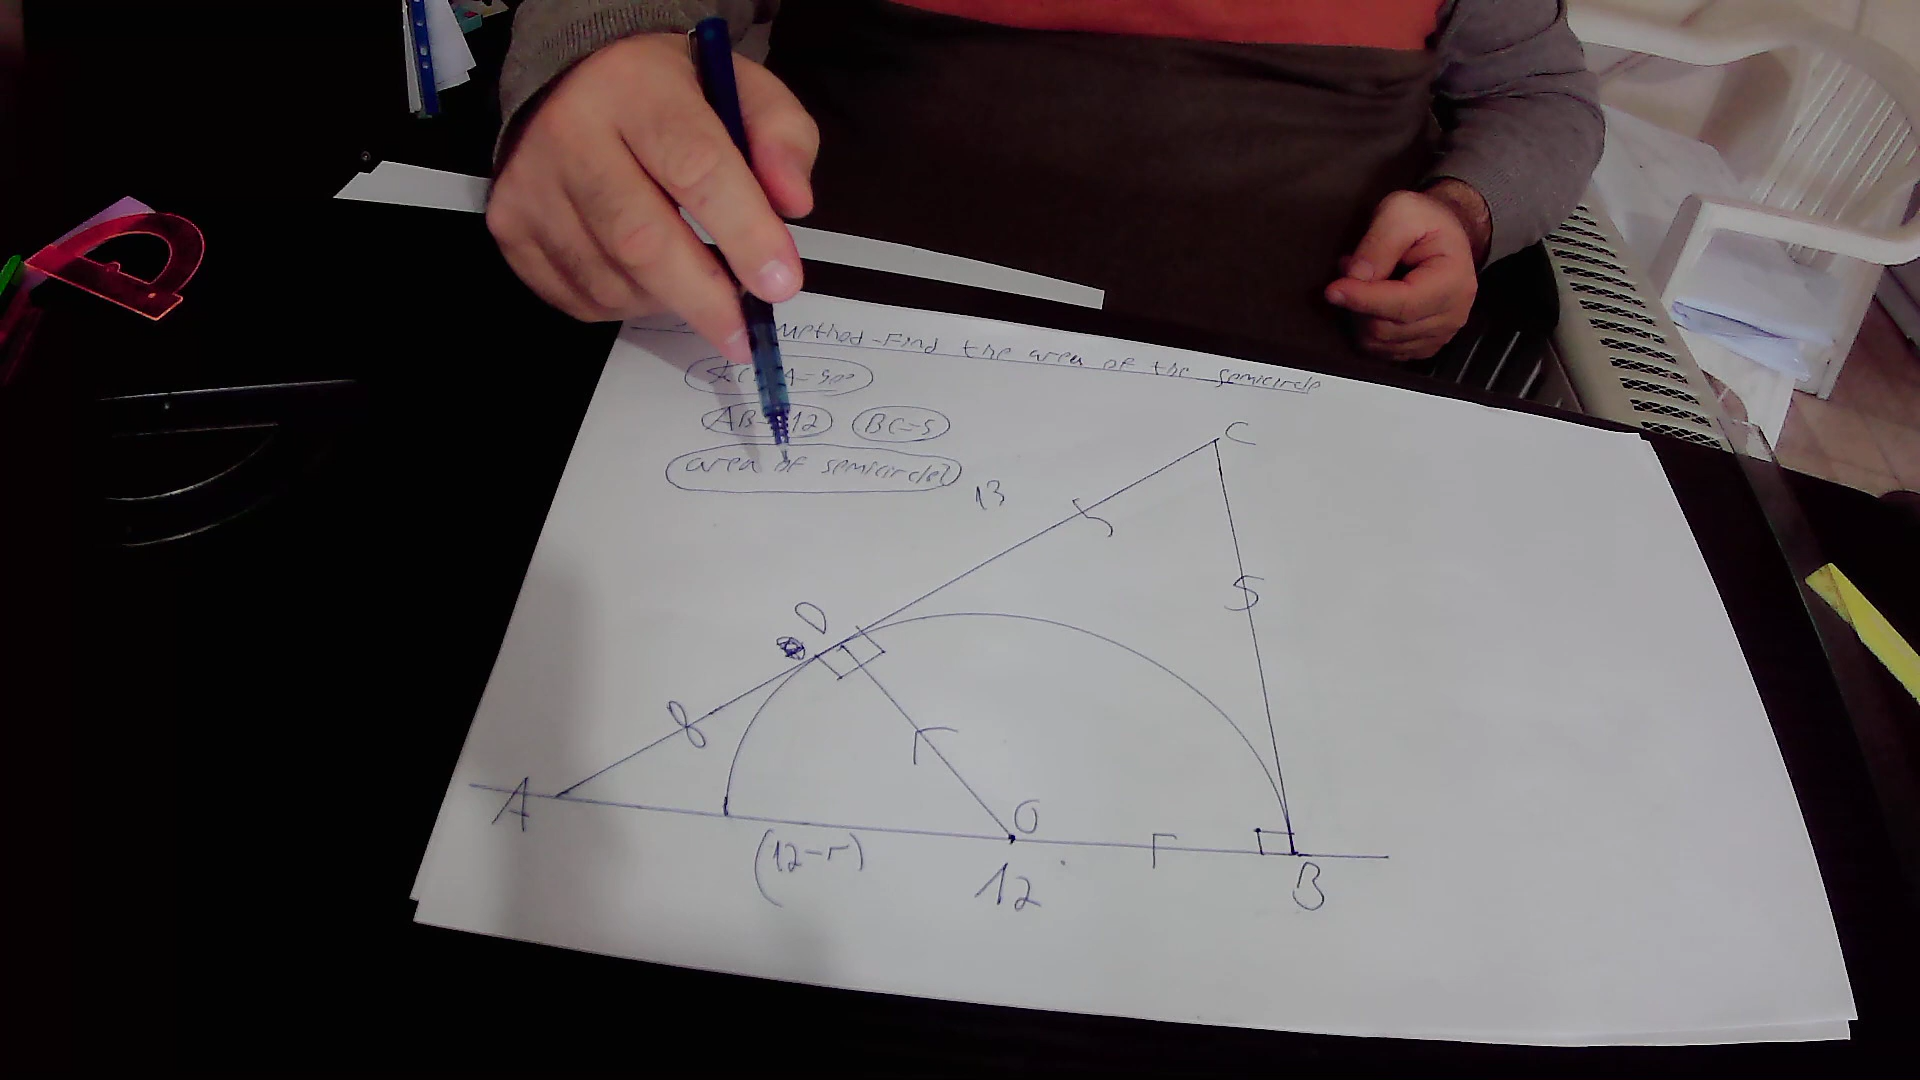 Method-Find the area of the semicircle
A=90°
AB=12 BC=5
area of semicircle?
C
13
5
5
D
8
r
A
O
(12-r)
r
12
B